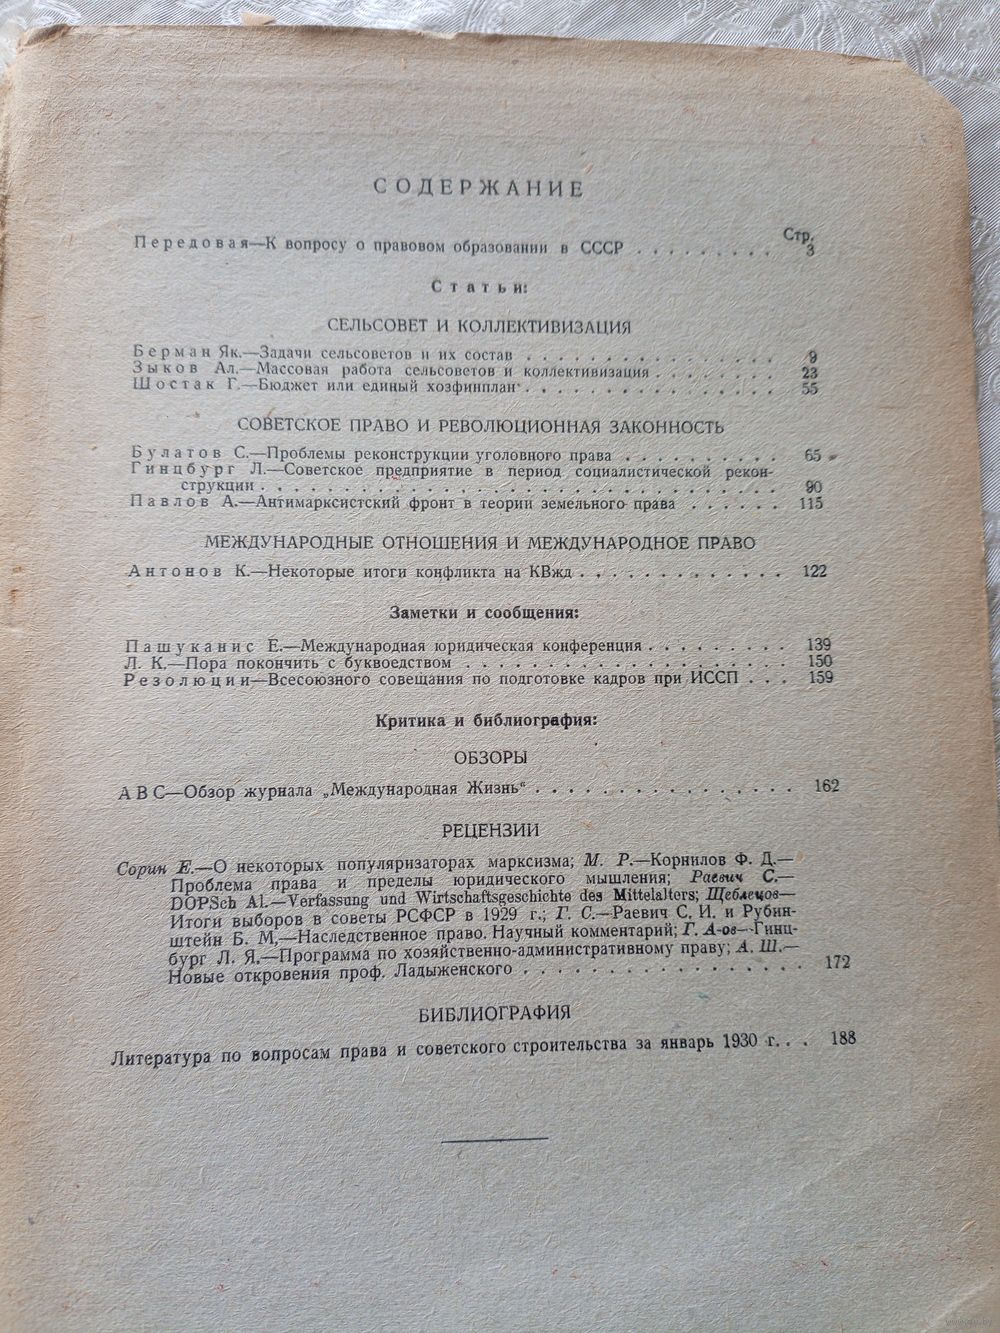 СОДЕРЖАНИЕ
Стр.
Передовая—К вопросу о правовом образовании в СССР . . . . . . . . . 3
Статьи:
СЕЛЬСОВЕТ И КОЛЛЕКТИВИЗАЦИЯ
Берман Як.—Задачи сельсоветов и их состав . . . . . . . . . . . . . . . 9
Зыков Ал.—Массовая работа сельсоветов и коллективизация . . . . . . . . 23
Шостак Г.—Бюджет или единый хозфинплан . . . . . . . . . . . . . . . 55
СОВЕТСКОЕ ПРАВО И РЕВОЛЮЦИОННАЯ ЗАКОННОСТЬ
Булатов С.—Проблемы реконструкции уголовного права . . . . . . . . . . 65
Гинцбург Л.—Советское предприятие в период социалистической рекон-
струкции . . . . . . . . . . . . . . . . . . . . . . . . . . . . . . 90
Павлов А.—Антимарксистский фронт в теории земельного права . . . . . . 115
МЕЖДУНАРОДНЫЕ ОТНОШЕНИЯ И МЕЖДУНАРОДНОЕ ПРАВО
Антонов К.—Некоторые итоги конфликта на КВжд . . . . . . . . . . . . . 122
Заметки и сообщения:
Пашуканис Е.—Международная юридическая конференция . . . . . . . . . 139
Л. К.—Пора покончить с буквоедством . . . . . . . . . . . . . . . . . . . 150
Резолюции—Всесоюзного совещания по подготовке кадров при ИССП . . . 159
Критика и библиография:
ОБЗОРЫ
А В С—Обзор журнала „Международная Жизнь“ . . . . . . . . . . . . . . . . 162
РЕЦЕНЗИИ
Сорин Е.—О некоторых популяризаторах марксизма; М. Р.—Корнилов Ф. Д.—
Проблема права и пределы юридического мышления; Раевич С.—
DOPSch Al.—Verfassung und Wirtschaftsgeschichte des Mittelalters; Щеблецов—
Итоги выборов в советы РСФСР в 1929 г.; Г. С.—Раевич С. И. и Рубин-
штейн Б. М,—Наследственное право. Научный комментарий; Г. А-ов—Гинц-
бург Л. Я.—Программа по хозяйственно-административному праву; А. Ш.—
Новые откровения проф. Ладыженского . . . . . . . . . . . . . . . . . 172
БИБЛИОГРАФИЯ
Литература по вопросам права и советского строительства за январь 1930 г. . . 188